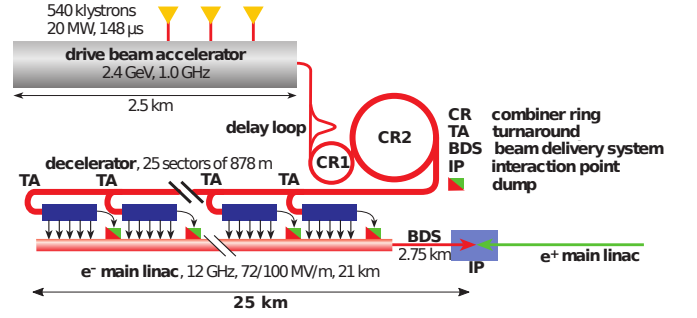 540 klystrons
20 MW, 148 µs
drive beam accelerator
2.4 GeV, 1.0 GHz
2.5 km
delay loop
CR1
CR2
CR combiner ring
TA turnaround
BDS beam delivery system
IP interaction point
dump
decelerator, 25 sectors of 878 m
TA TA TA TA
BDS
2.75 km
IP
e⁺ main linac
e⁻ main linac, 12 GHz, 72/100 MV/m, 21 km
25 km